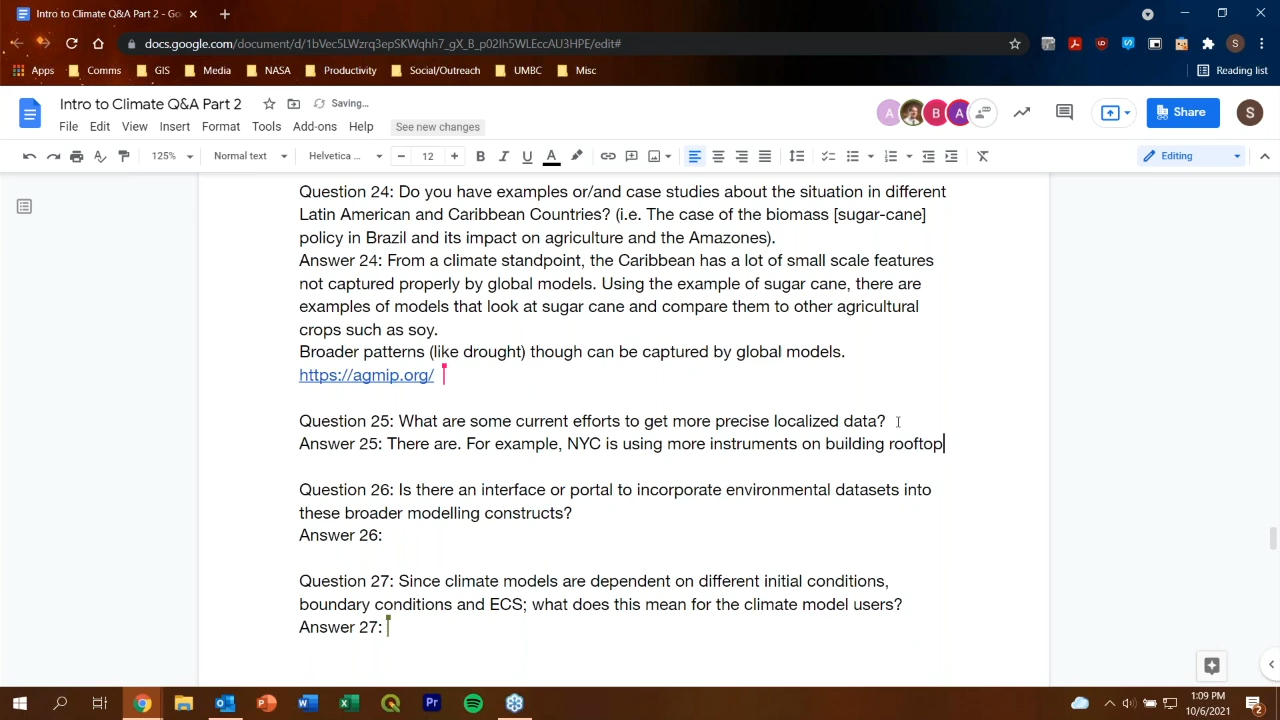 Intro to Climate Q&A Part 2 - Go
docs.google.com/document/d/1bVec5LWzrq3epSKWqhh7_gX_B_p02Ih5WLEccAU3HPE/edit#
S
Apps Comms GIS Media NASA Productivity Social/Outreach UMBC Misc Reading list
Intro to Climate Q&A Part 2 Saving...
A B A Share S
File Edit View Insert Format Tools Add-ons Help See new changes
125% Normal text Helvetica ... 12 B I U A Editing
Question 24: Do you have examples or/and case studies about the situation in different
Latin American and Caribbean Countries? (i.e. The case of the biomass [sugar-cane]
policy in Brazil and its impact on agriculture and the Amazones).
Answer 24: From a climate standpoint, the Caribbean has a lot of small scale features
not captured properly by global models. Using the example of sugar cane, there are
examples of models that look at sugar cane and compare them to other agricultural
crops such as soy.
Broader patterns (like drought) though can be captured by global models.
https://agmip.org/
Question 25: What are some current efforts to get more precise localized data?
Answer 25: There are. For example, NYC is using more instruments on building rooftop
Question 26: Is there an interface or portal to incorporate environmental datasets into
these broader modelling constructs?
Answer 26:
Question 27: Since climate models are dependent on different initial conditions,
boundary conditions and ECS; what does this mean for the climate model users?
Answer 27:
1:09 PM
10/6/2021
2